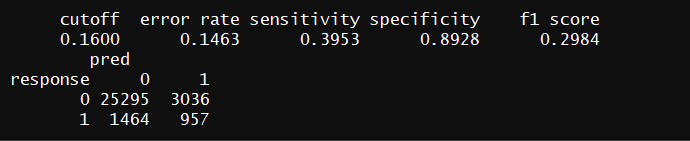 cutoff error rate sensitivity specificity f1 score
0.1600 0.1463 0.3953 0.8928 0.2984
pred
response 0 1
0 25295 3036
1 1464 957